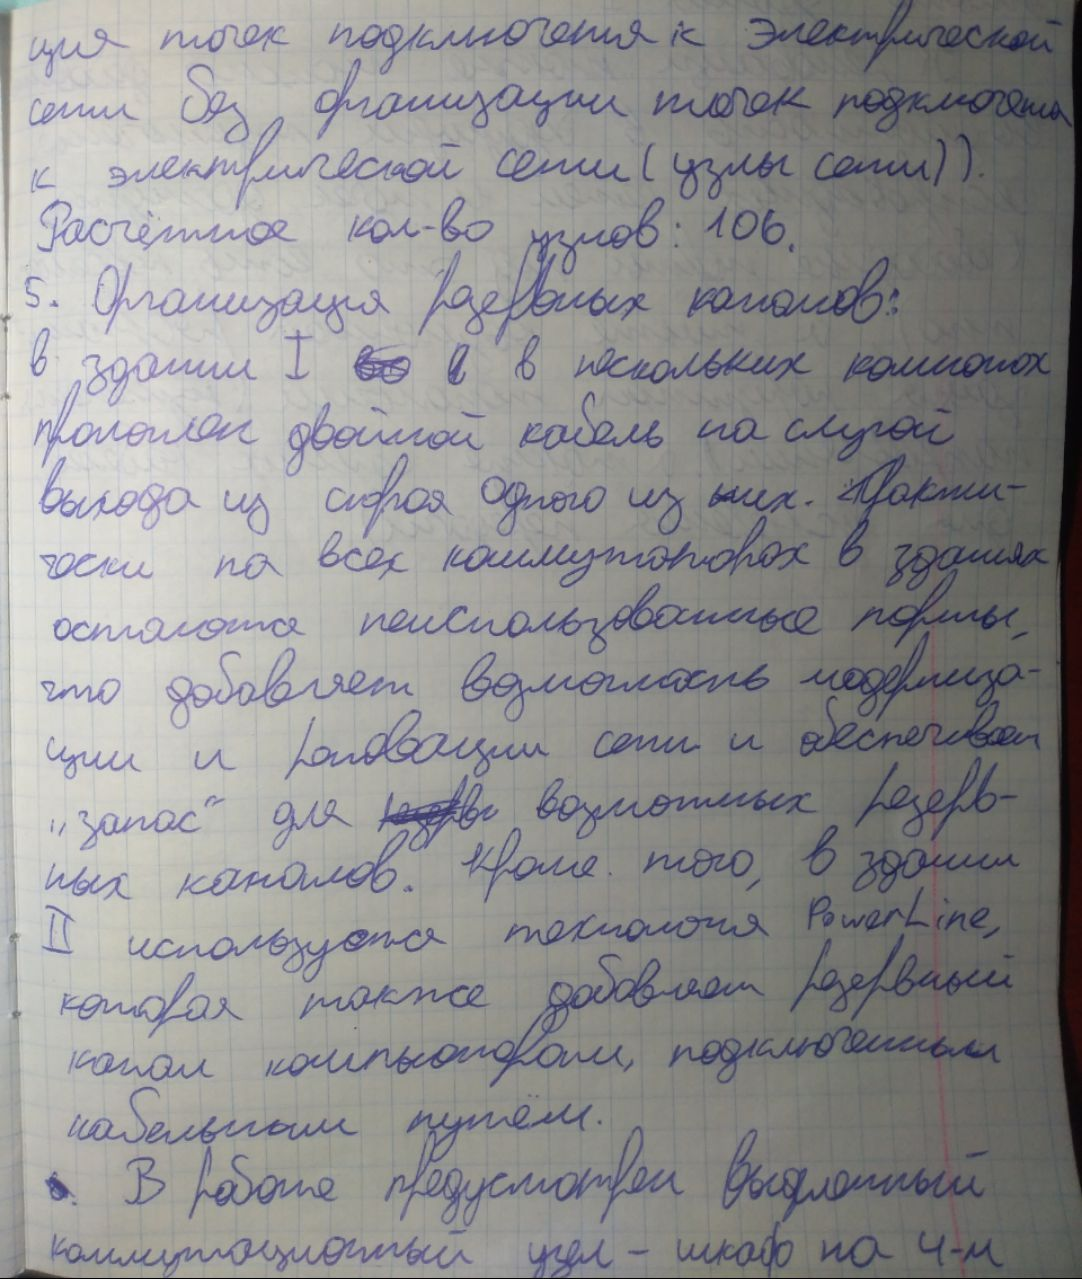 ция точек подключения к электрической
сети без организации точек подключения
к электрической сети (узлы сети)).
Расчётное кол-во узлов: 106.
5. Организация резервных каналов:
в здании I в нескольких комнатах
проложен двойной кабель на случай
выхода из строя одного из них. Практи-
чески на всех коммутаторах в зданиях
остаются неиспользованные порты,
что добавляет возможность модерниза-
ции и реновации сети и обеспечивает
„запас“ для возможных резерв-
ных каналов. Кроме того, в здании
II используется технология PowerLine,
которая также добавляет резервный
канал компьютерам, подключенным
кабельным путём.
В работе предусмотрен выделенный
коммутационный узел - шкаф на 4-м